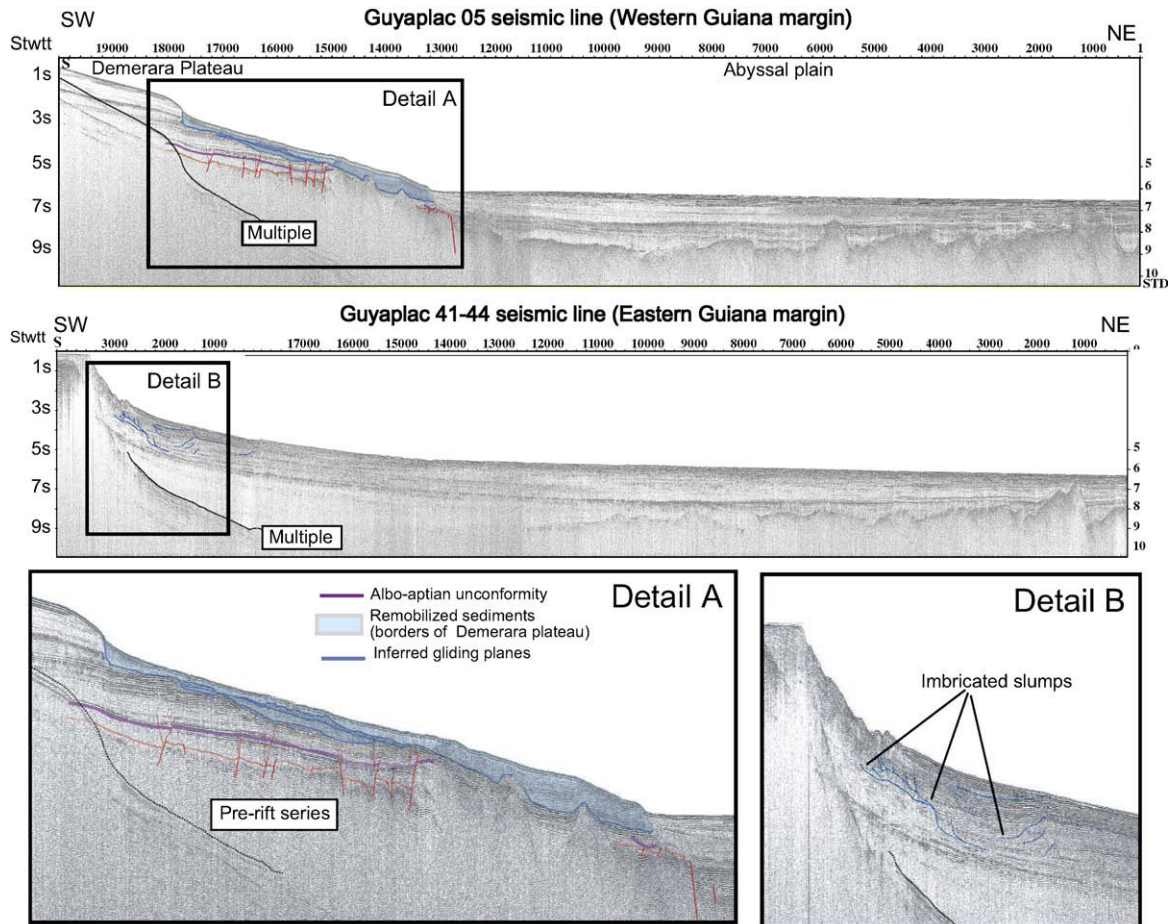 Guyaplac 05 seismic line (Western Guiana margin)
SW
NE
Stwtt
19000 18000 17000 16000 15000 14000 13000 12000 11000 10000 9000 8000 7000 6000 5000 4000 3000 2000 1000 1
S
1s
Demerara Plateau
Abyssal plain
Detail A
3s
5s
5
6
7s
7
8
Multiple
9s
9
10
STD
Guyaplac 41-44 seismic line (Eastern Guiana margin)
SW
NE
Stwtt
S 3000 2000 1000 17000 16000 15000 14000 13000 12000 11000 10000 9000 8000 7000 6000 5000 4000 3000 2000 1000
0
1s
Detail B
3s
5s
5
6
7s
7
8
9s
9
Multiple
10
Detail A
Albo-aptian unconformity
Remobilized sediments
(borders of Demerara plateau)
Inferred gliding planes
Pre-rift series
Detail B
Imbricated slumps